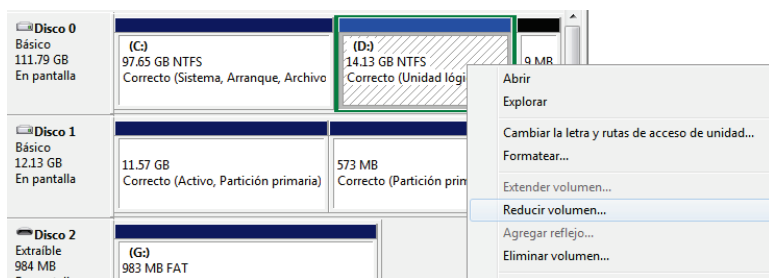 Disco 0
Básico
111.79 GB
En pantalla
(C:)
97.65 GB NTFS
Correcto (Sistema, Arranque, Archivo
(D:)
14.13 GB NTFS
Correcto (Unidad lógi
9 MB
Disco 1
Básico
12.13 GB
En pantalla
11.57 GB
Correcto (Activo, Partición primaria)
573 MB
Correcto (Partición prim
Disco 2
Extraíble
984 MB
(G:)
983 MB FAT
Abrir
Explorar
Cambiar la letra y rutas de acceso de unidad...
Formatear...
Extender volumen...
Reducir volumen...
Agregar reflejo...
Eliminar volumen...